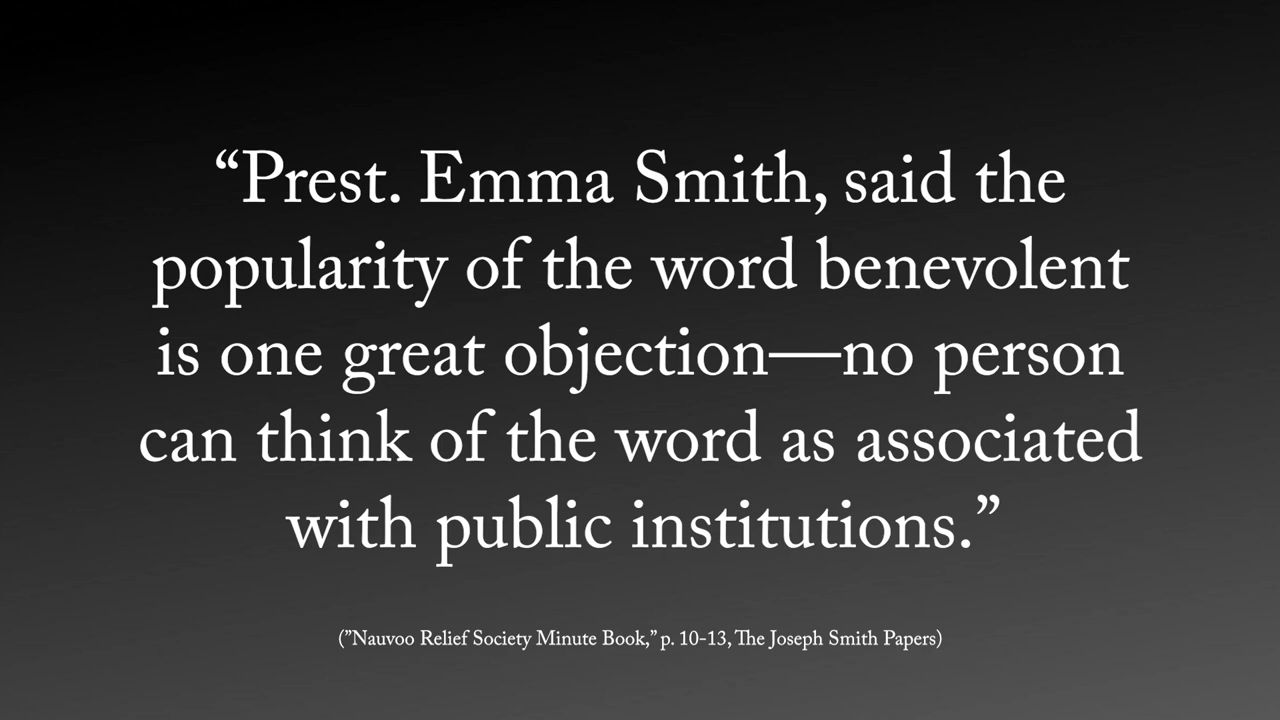 “Prest. Emma Smith, said the
popularity of the word benevolent
is one great objection—no person
can think of the word as associated
with public institutions.”
(”Nauvoo Relief Society Minute Book,” p. 10-13, The Joseph Smith Papers)